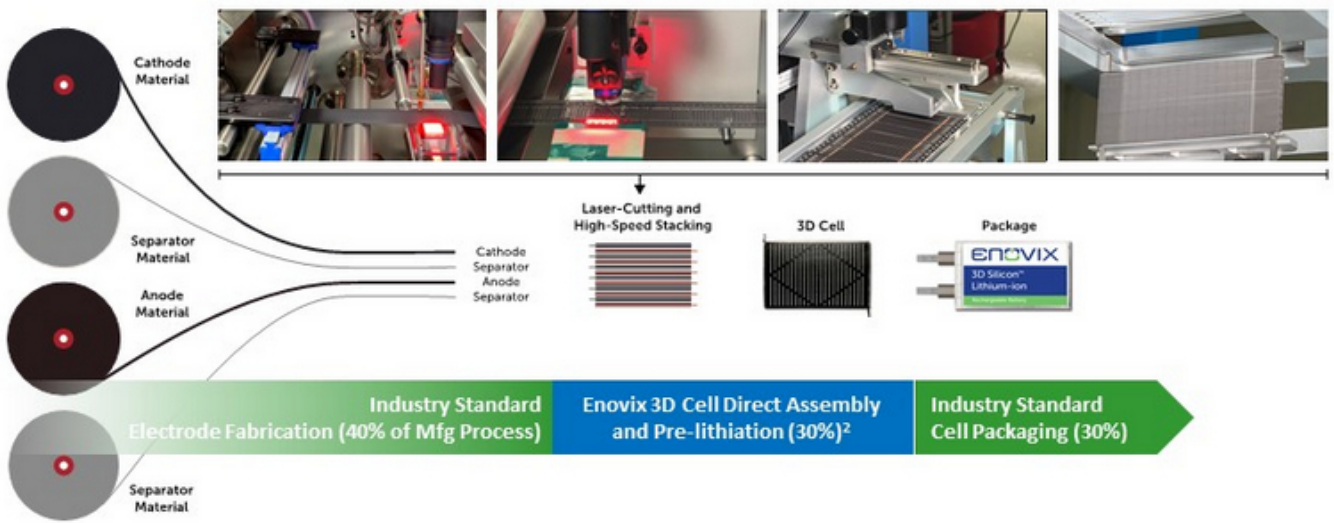 Cathode
Material
Separator
Material
Anode
Material
Separator
Material
Cathode
Separator
Anode
Separator
Laser-Cutting and
High-Speed Stacking
3D Cell
Package
ENOVIX
3D Silicon™
Lithium-ion
Rechargeable Battery
Industry Standard
Electrode Fabrication (40% of Mfg Process)
Enovix 3D Cell Direct Assembly
and Pre-lithiation (30%)²
Industry Standard
Cell Packaging (30%)